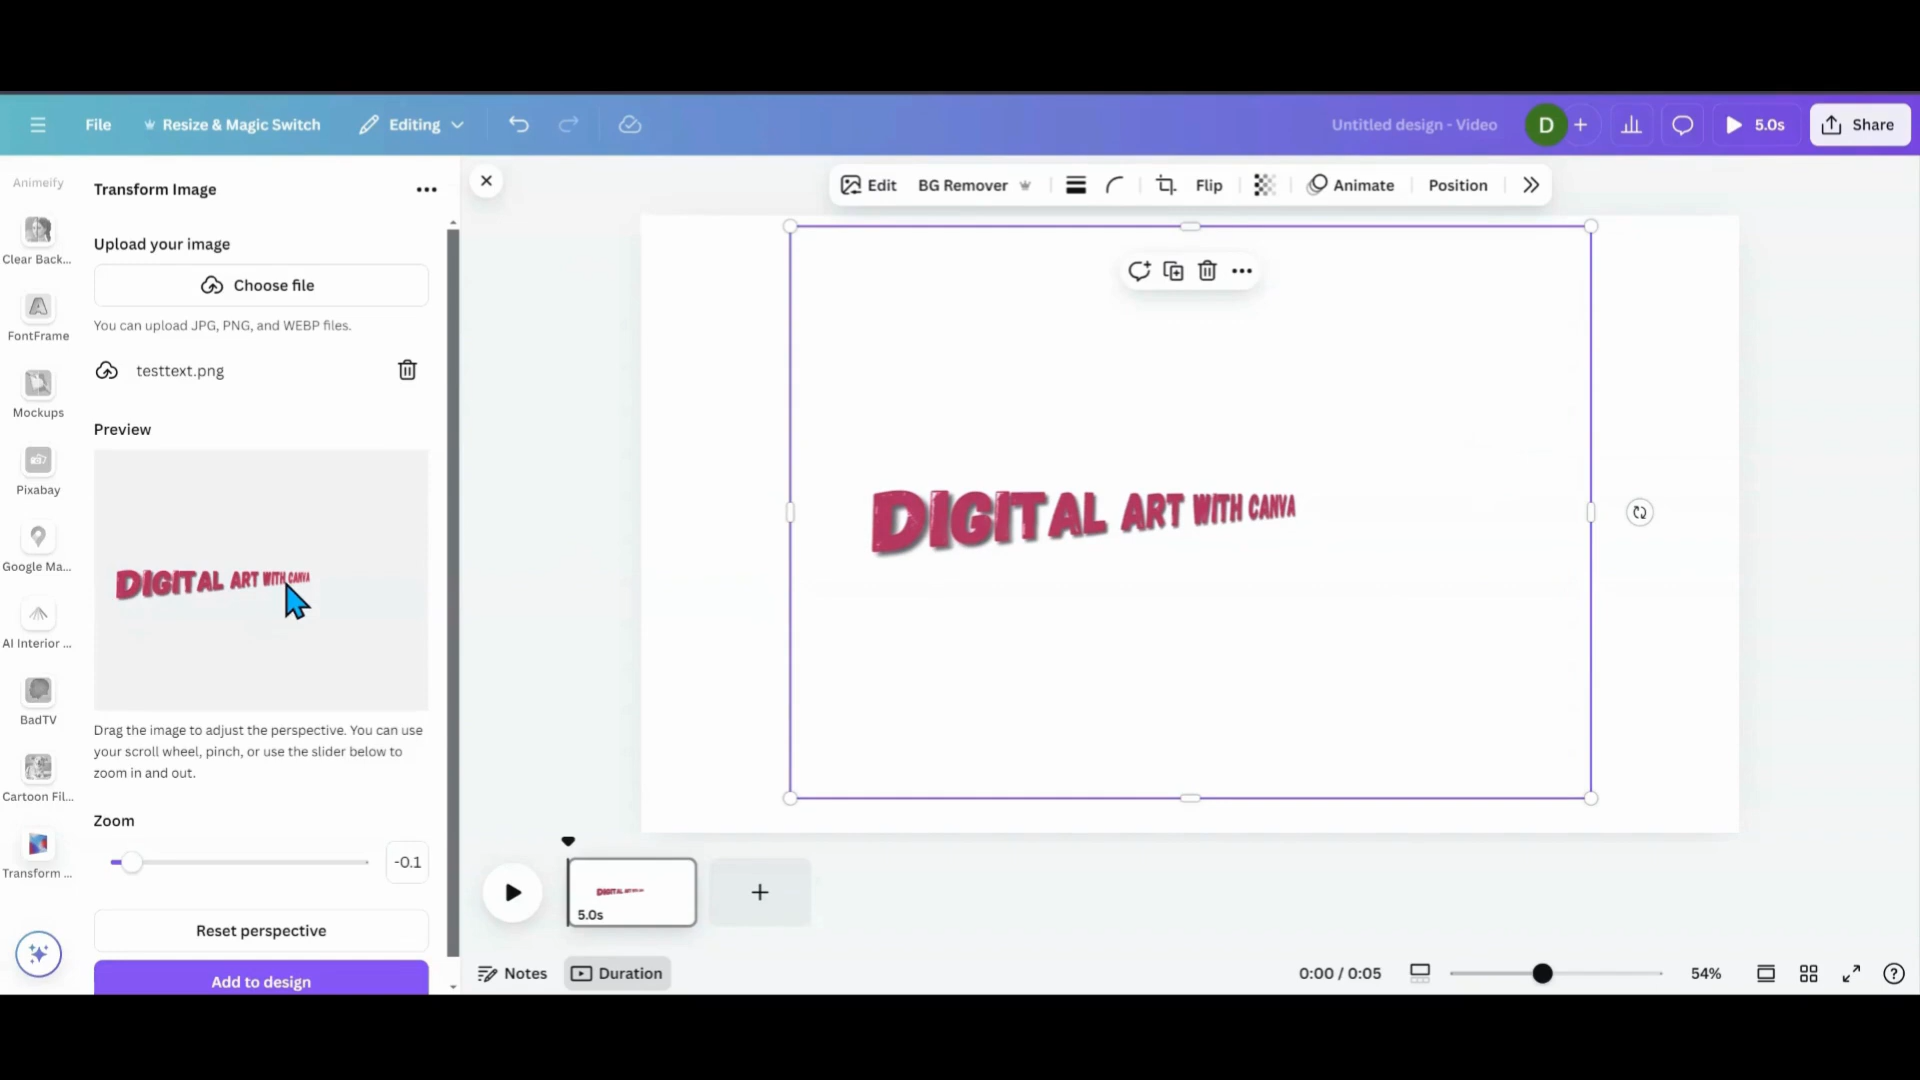 File
Resize & Magic Switch
Editing
Untitled design - Video
D
5.0s
Share
Animeify
Clear Back...
FontFrame
Mockups
Pixabay
Google Ma...
AI Interior ...
BadTV
Cartoon Fil...
Transform ...
Transform Image
Upload your image
Choose file
You can upload JPG, PNG, and WEBP files.
testtext.png
Preview
DIGITAL ART WITH CANVA
Drag the image to adjust the perspective. You can use
your scroll wheel, pinch, or use the slider below to
zoom in and out.
Zoom
-0.1
Reset perspective
Add to design
Edit
BG Remover
Flip
Animate
Position
DIGITAL ART WITH CANVA
5.0s
Notes
Duration
0:00 / 0:05
54%